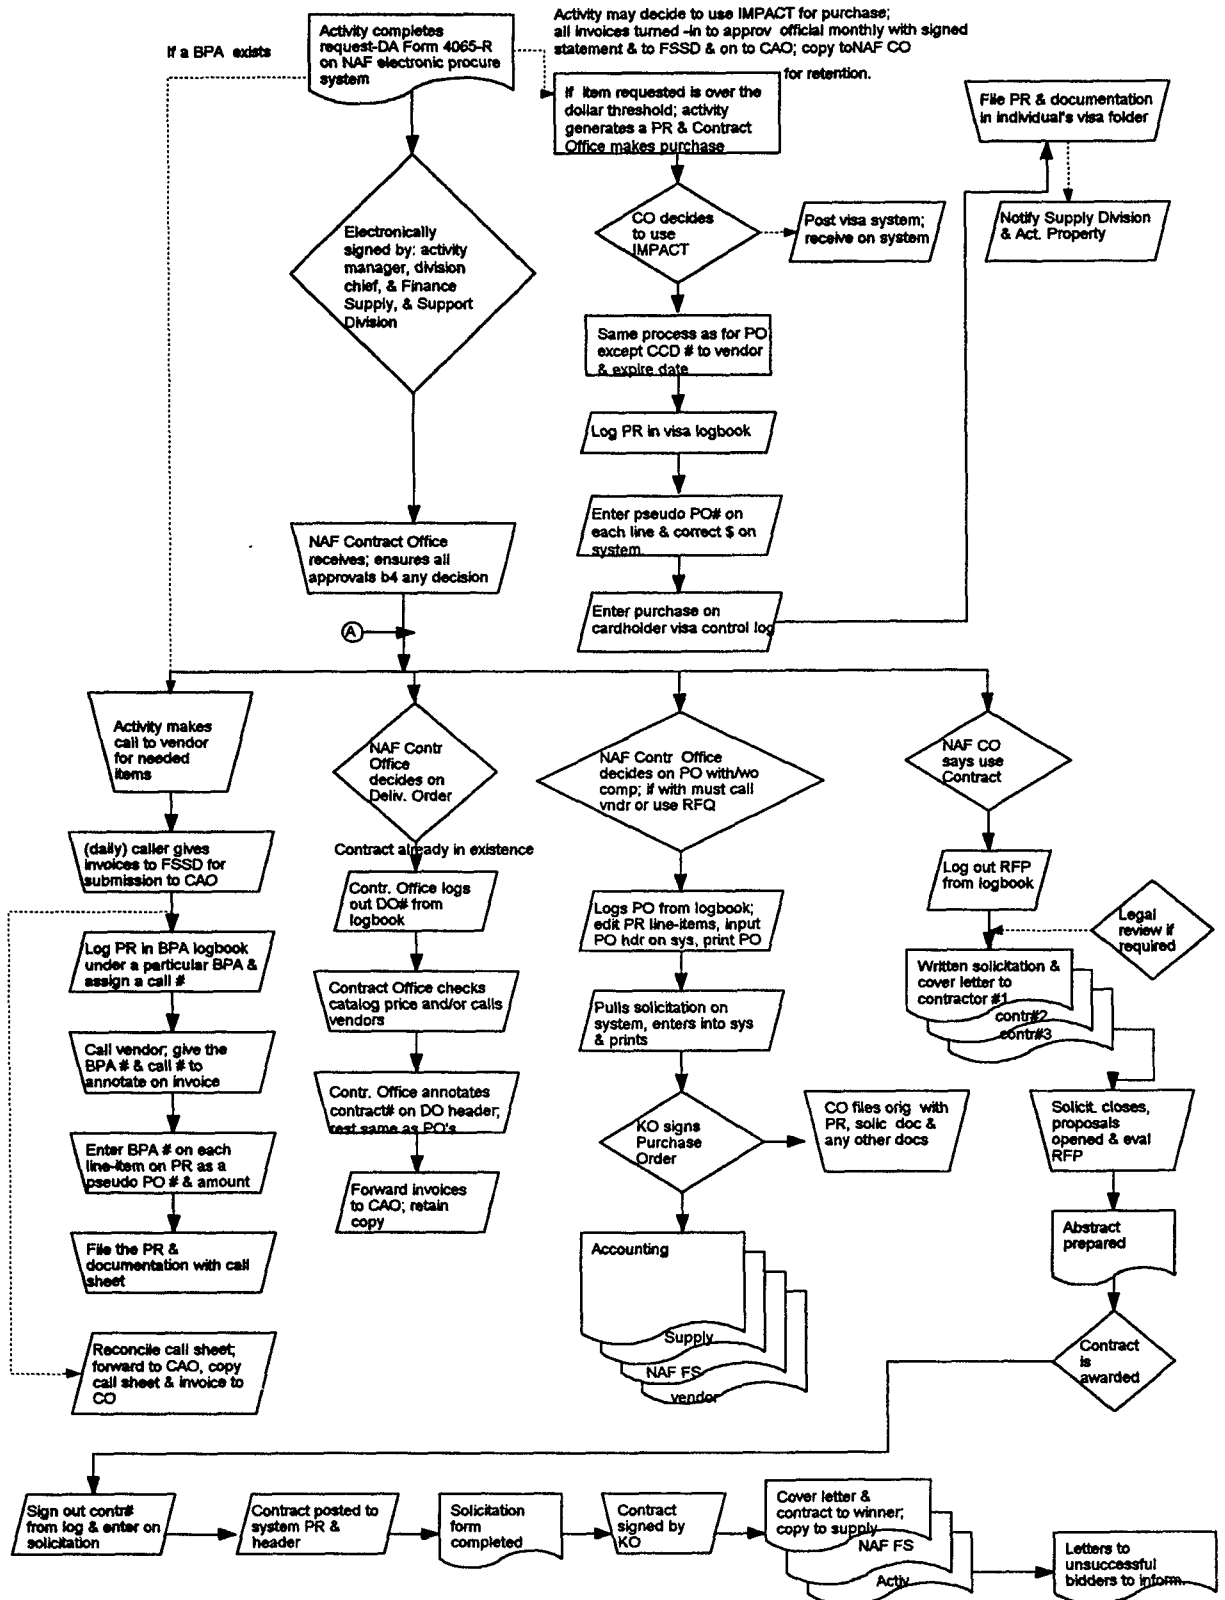 Activity may decide to use IMPACT for purchase;
all invoices turned -in to approv official monthly with signed
statement & to FSSD & on to CAO; copy toNAF CO
for retention.
If a BPA exists
Activity completes
request-DA Form 4065-R
on NAF electronic procure
system
If item requested is over the
dollar threshold; activity
generates a PR & Contract
Office makes purchase
File PR & documentation
in individual's visa folder
Electronically
signed by: activity
manager, division
chief, & Finance
Supply, & Support
Division
CO decides
to use
IMPACT
Post visa system;
receive on system
Notify Supply Division
& Act. Property
Same process as for PO
except CCD # to vendor
& expire date
Log PR in visa logbook
Enter pseudo PO# on
each line & correct $ on
system.
NAF Contract Office
receives; ensures all
approvals b4 any decision
Enter purchase on
cardholder visa control log
A
Activity makes
call to vendor
for needed
items
(daily) caller gives
invoices to FSSD for
submission to CAO
Log PR in BPA logbook
under a particular BPA &
assign a call #
Call vendor; give the
BPA # & call # to
annotate on invoice
Enter BPA # on each
line-item on PR as a
pseudo PO # & amount
File the PR &
documentation with call
sheet
Reconcile call sheet;
forward to CAO, copy
call sheet & invoice to
CO
NAF Contr
Office
decides on
Deliv. Order
Contract already in existence
Contr. Office logs
out DO# from
logbook
Contract Office checks
catalog price and/or calls
vendors
Contr. Office annotates
contract# on DO header;
rest same as PO's
Forward invoices
to CAO; retain
copy
NAF Contr Office
decides on PO with/wo
comp; if with must call
vndr or use RFQ
Logs PO from logbook;
edit PR line-items, input
PO hdr on sys, print PO
Pulls solicitation on
system, enters into sys
& prints
KO signs
Purchase
Order
CO files orig with
PR, solic doc &
any other docs
Accounting
Supply
NAF FS
vendor
NAF CO
says use
Contract
Log out RFP
from logbook
Legal
review if
required
Written solicitation &
cover letter to
contractor #1
contr#2
contr#3
Solicit. closes,
proposals
opened & eval
RFP
Abstract
prepared
Contract
is
awarded
Sign out contr#
from log & enter on
solicitation
Contract posted to
system PR &
header
Solicitation
form
completed
Contract
signed by
KO
Cover letter &
contract to winner;
copy to supply
NAF FS
Activ
Letters to
unsuccessful
bidders to inform.